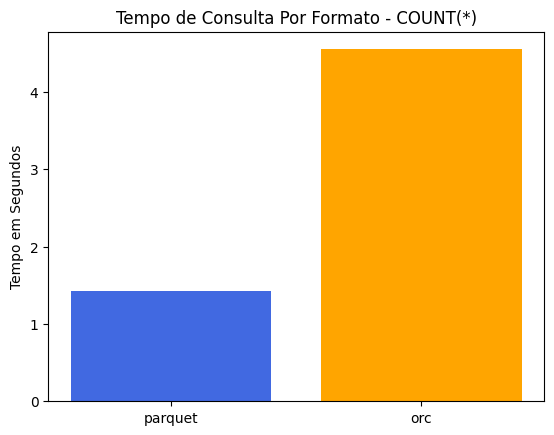 Tempo de Consulta Por Formato - COUNT(*)
Tempo em Segundos
4
3
2
1
0
parquet
orc